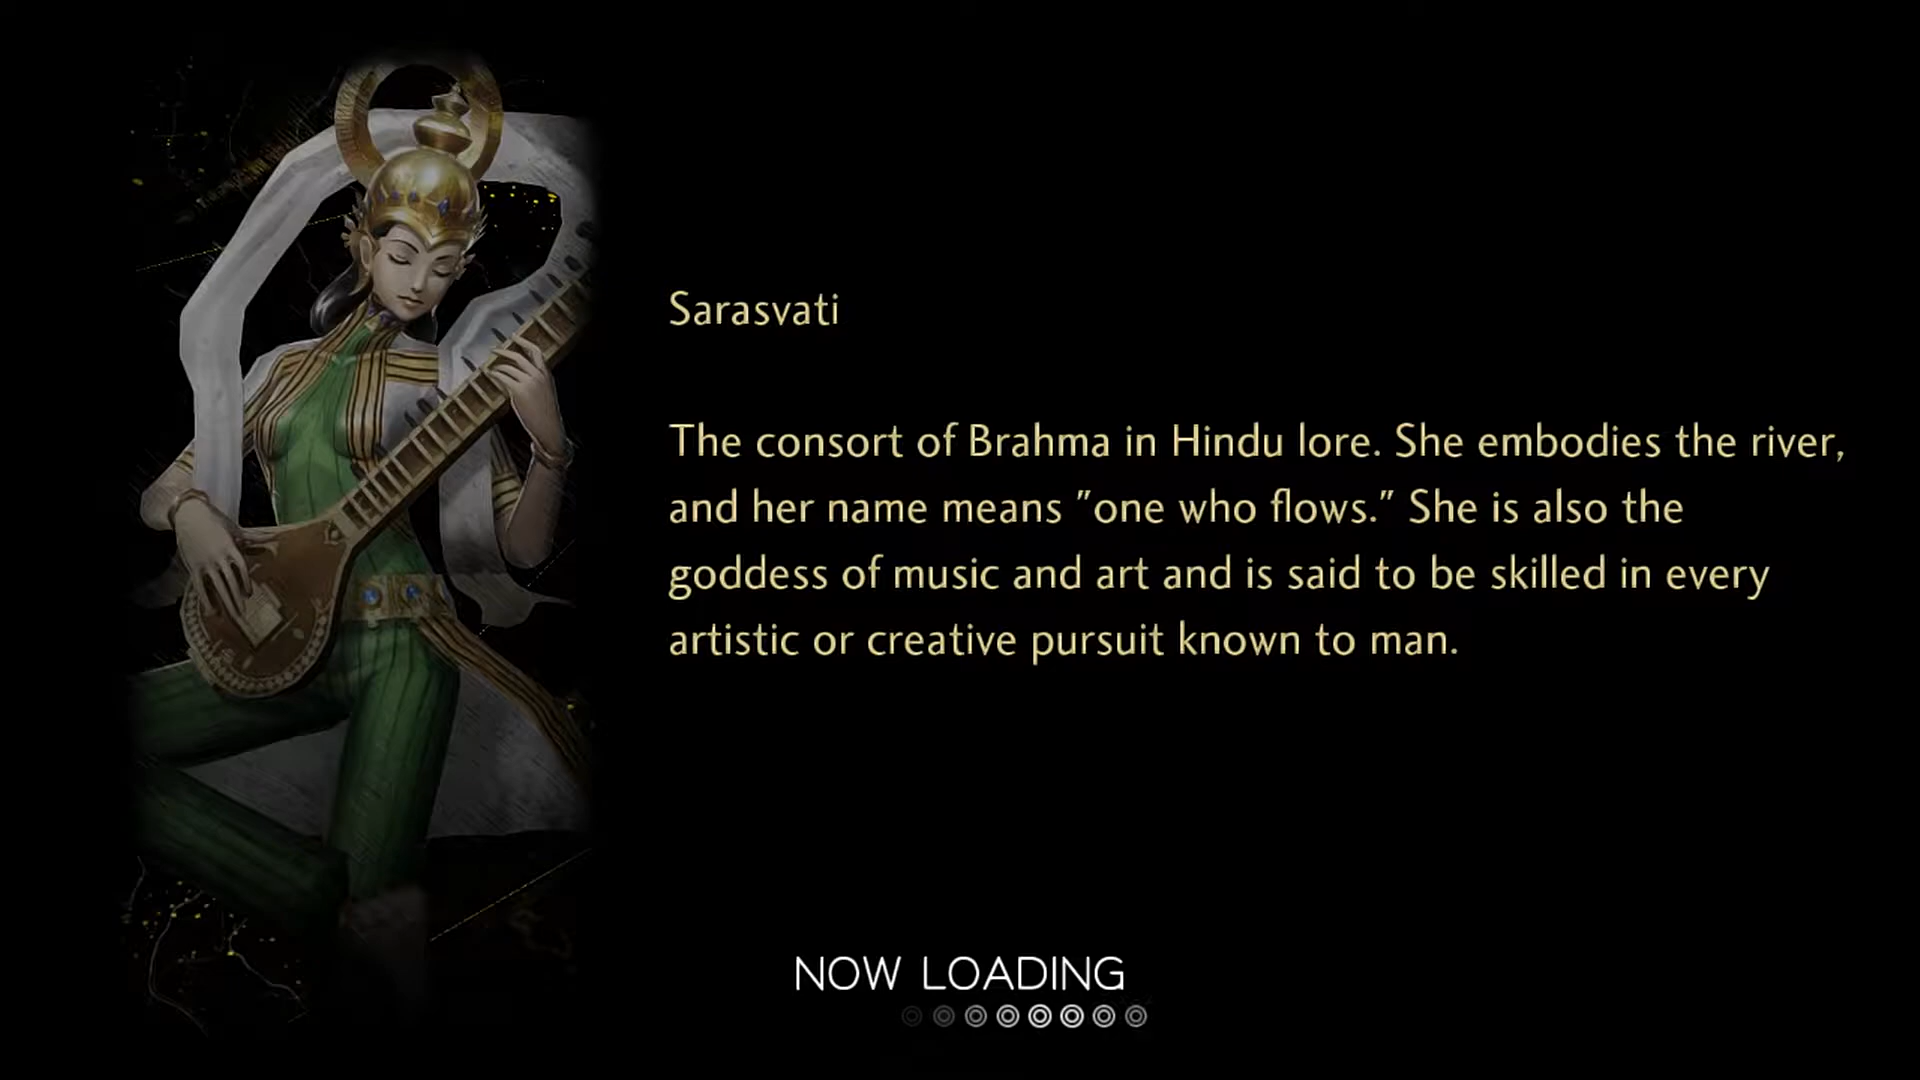 Sarasvati
The consort of Brahma in Hindu lore. She embodies the river,
and her name means "one who flows." She is also the
goddess of music and art and is said to be skilled in every
artistic or creative pursuit known to man.
NOW LOADING